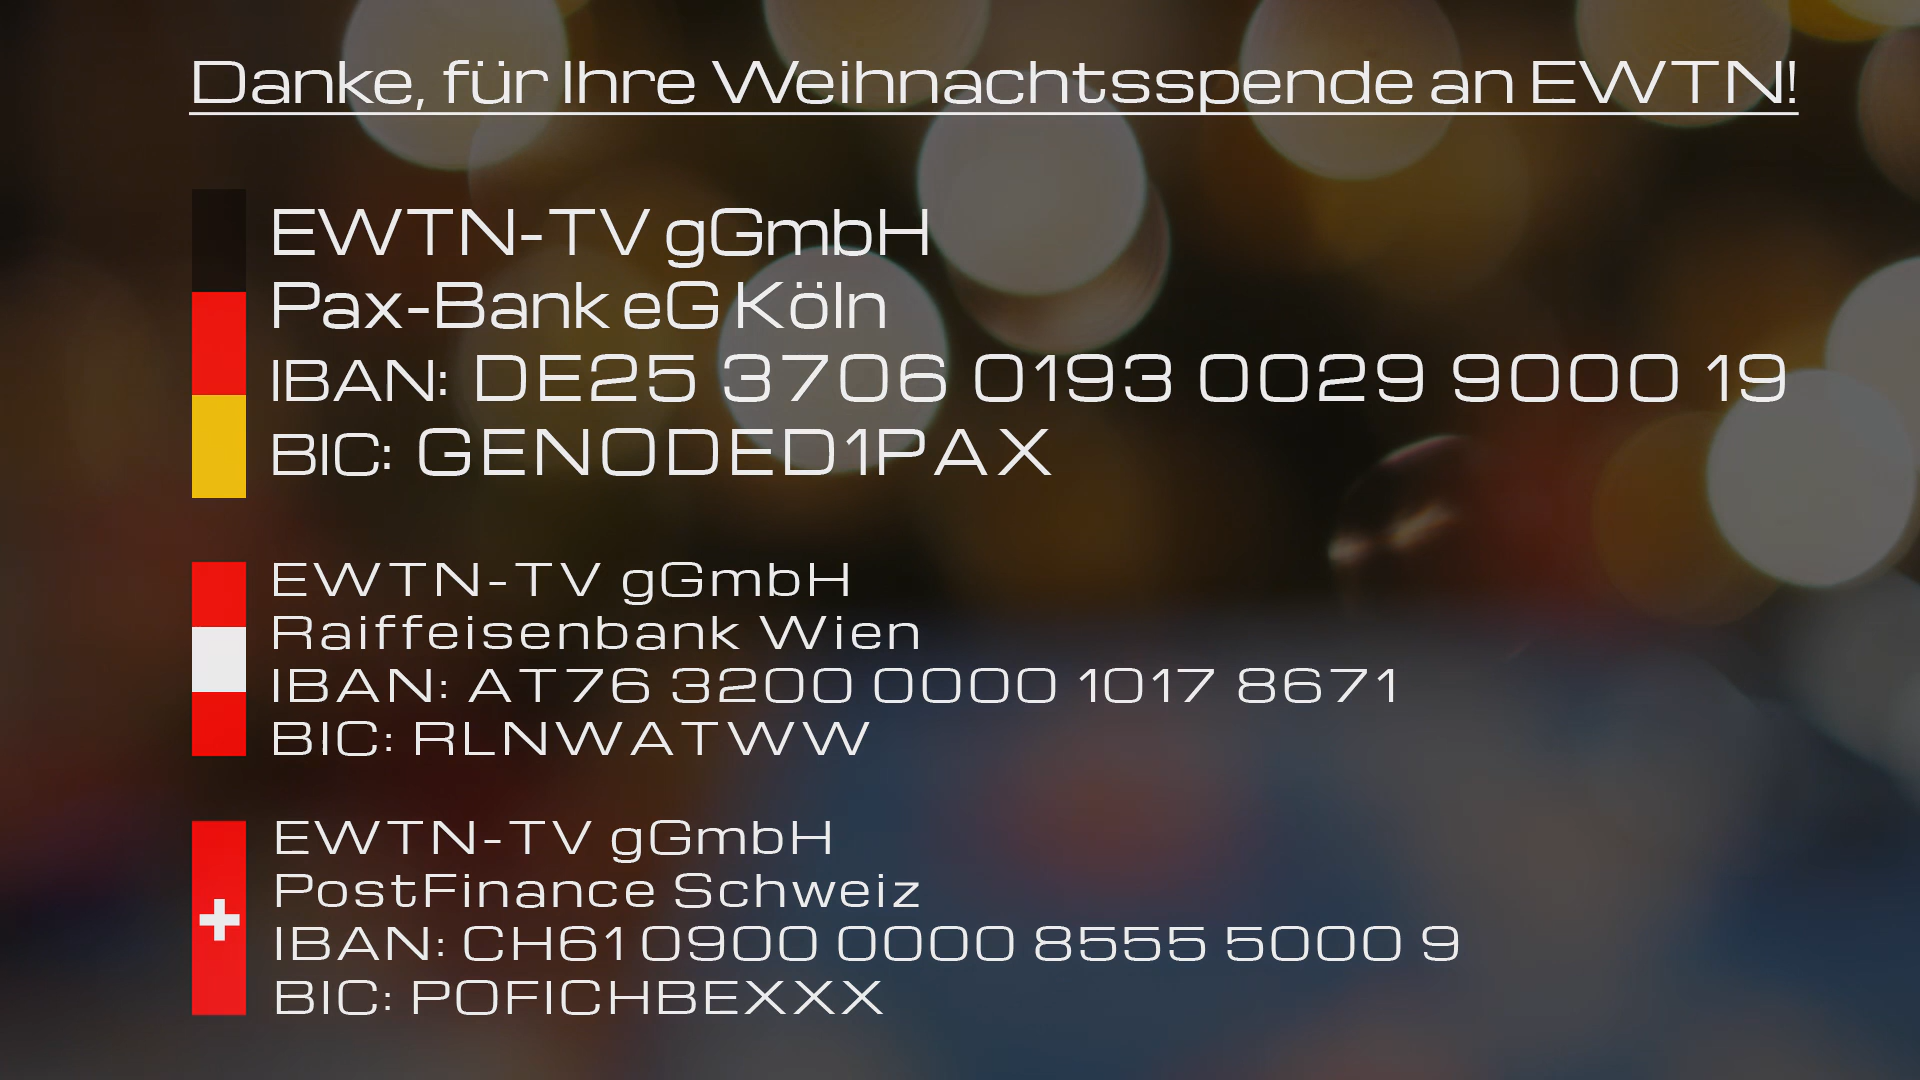 Danke, für Ihre Weihnachtsspende an EWTN!
EWTN-TV gGmbH
Pax-Bank eG Köln
IBAN: DE25 3706 0193 0029 9000 19
BIC: GENODED1PAX
EWTN-TV gGmbH
Raiffeisenbank Wien
IBAN: AT76 3200 0000 1017 8671
BIC: RLNWATWW
EWTN-TV gGmbH
PostFinance Schweiz
IBAN: CH61 0900 0000 8555 5000 9
BIC: POFICHBEXXX